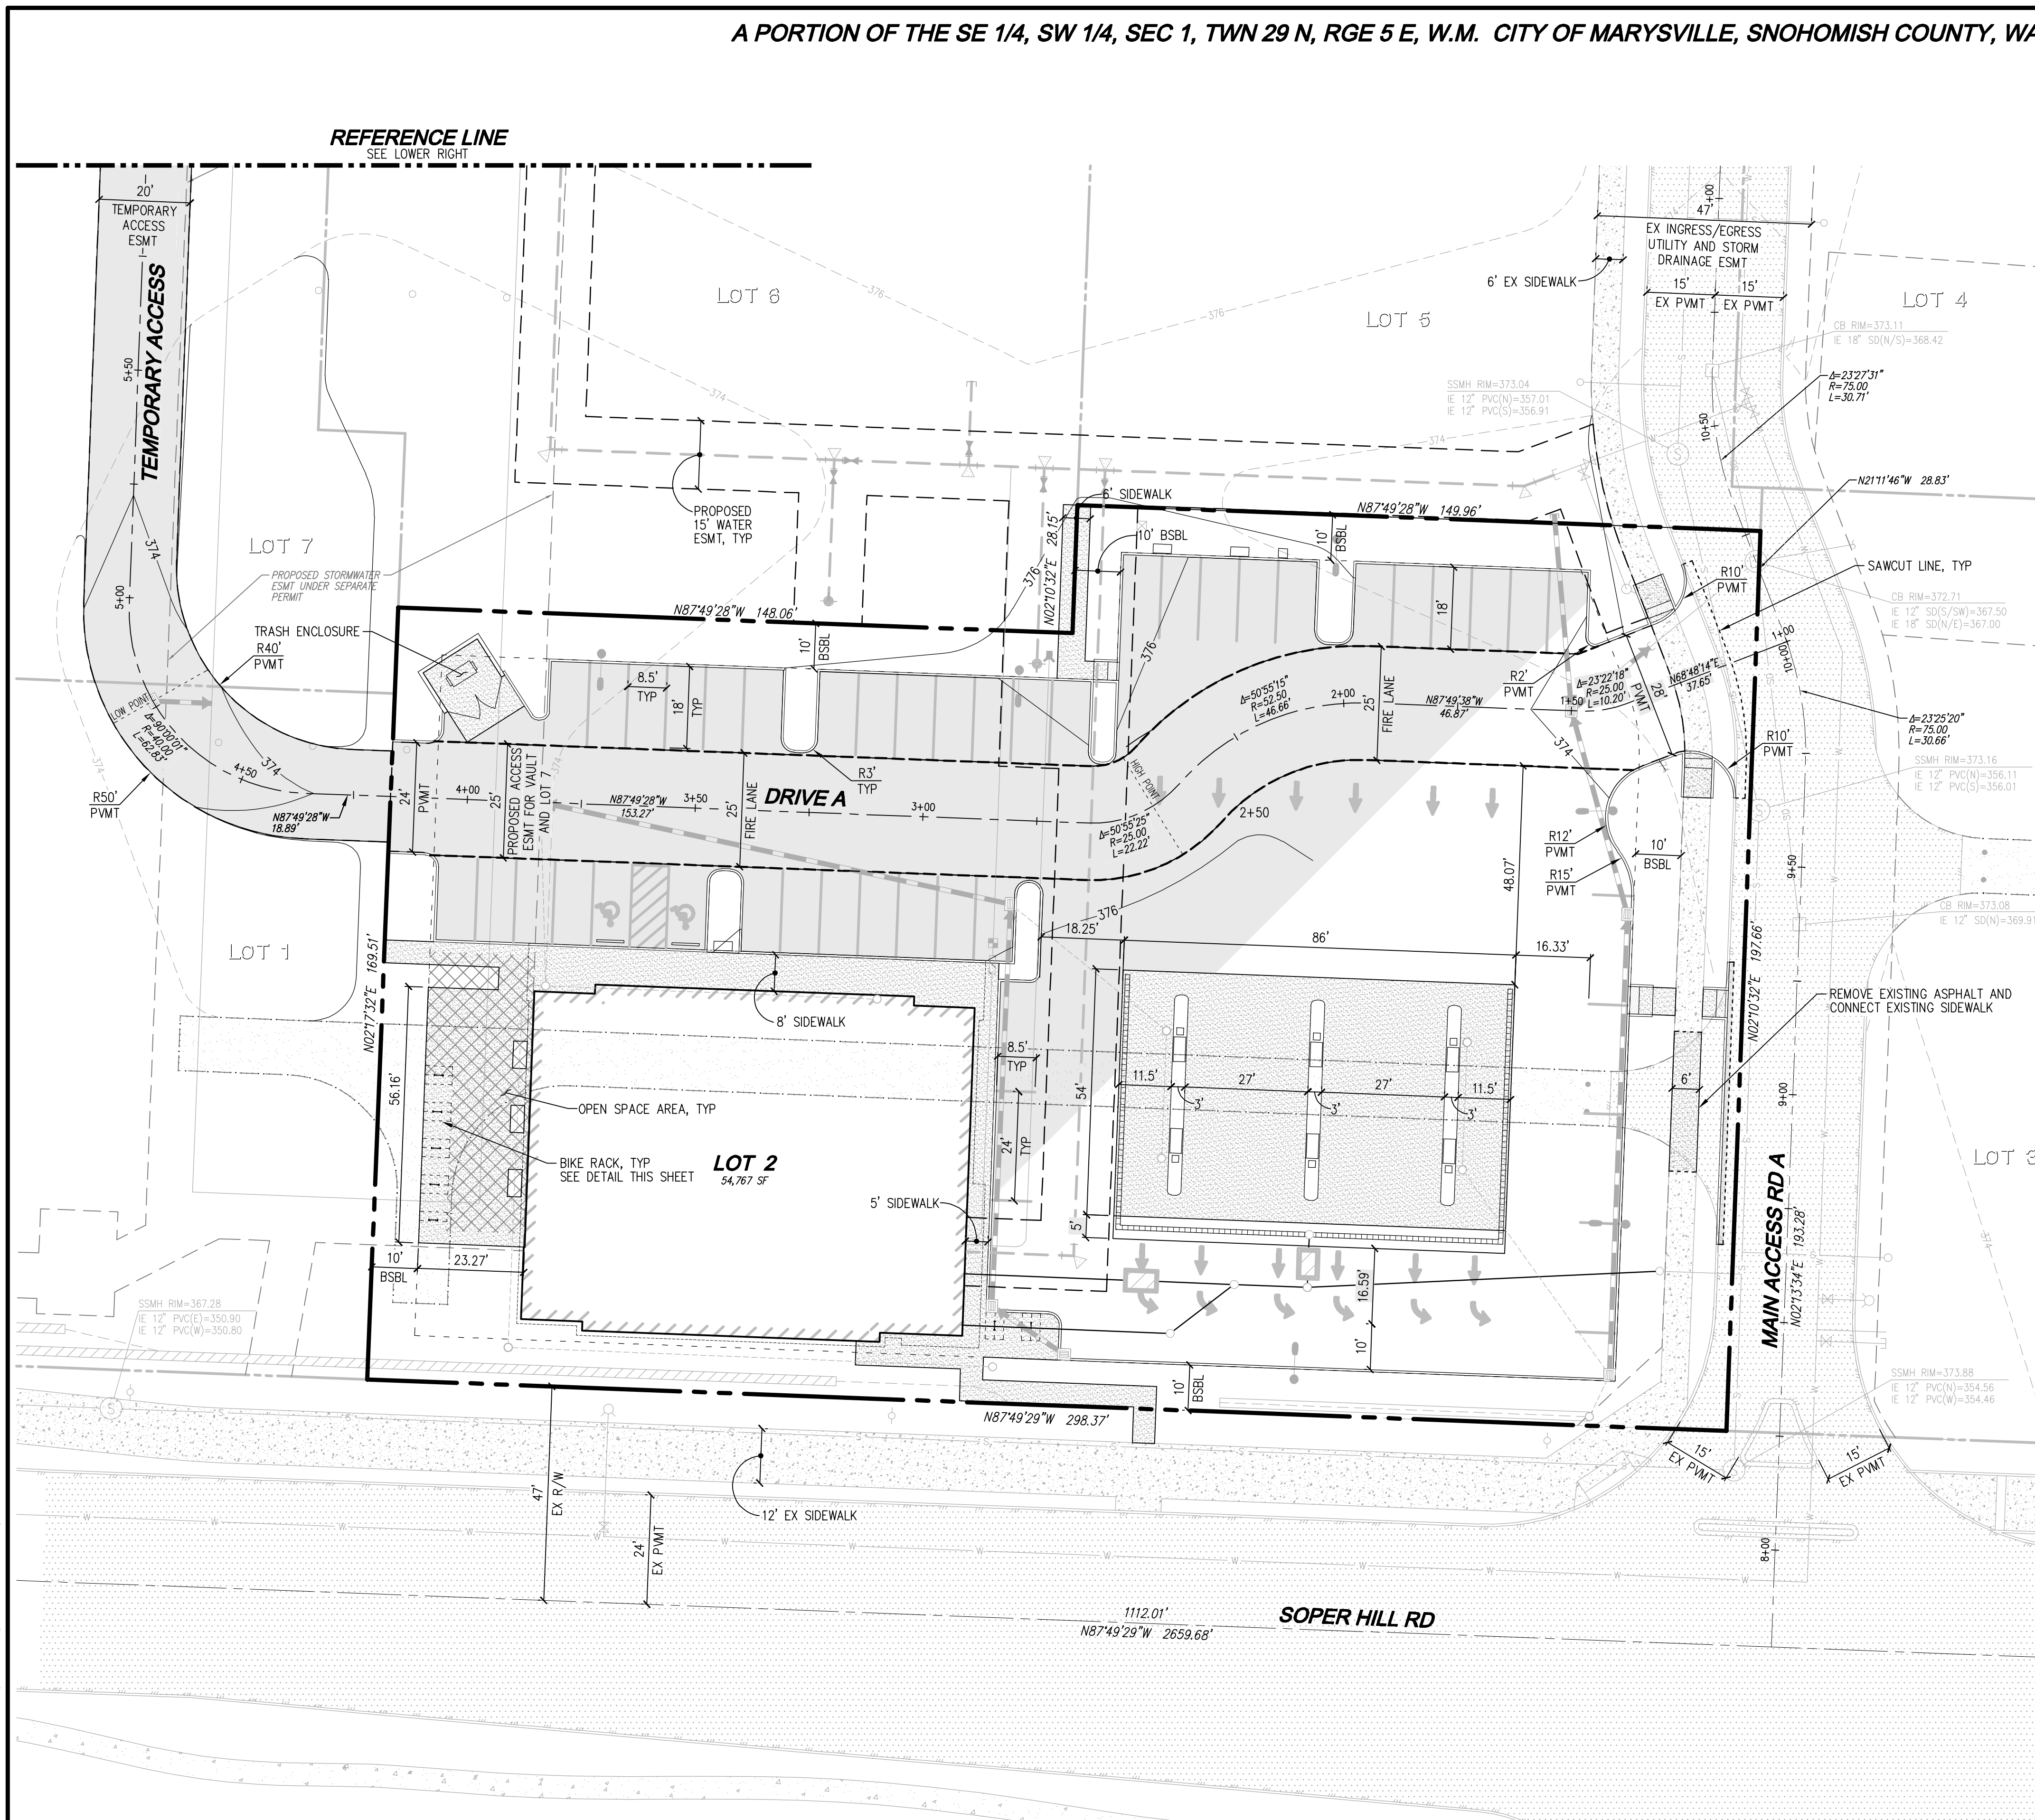 A PORTION OF THE SE 1/4, SW 1/4, SEC 1, TWN 29 N, RGE 5 E, W.M. CITY OF MARYSVILLE, SNOHOMISH COUNTY, WA
REFERENCE LINE
SEE LOWER RIGHT
20'
TEMPORARY
ACCESS
ESMT
TEMPORARY ACCESS
5+50
5+00
4+50
374
LOT 7
LOT 6
LOT 5
LOT 4
376
376
374
374
374
47'
EX INGRESS/EGRESS
UTILITY AND STORM
DRAINAGE ESMT
6' EX SIDEWALK
15'
EX PVMT
15'
EX PVMT
CB RIM=373.11
IE 18" SD(N/S)=368.42
Δ=23°27'31"
R=75.00
L=30.71'
SSMH RIM=373.04
IE 12" PVC(N)=357.01
IE 12" PVC(S)=356.91
10+50
N21°11'46"W 28.83'
SAWCUT LINE, TYP
CB RIM=372.71
IE 12" SD(S/SW)=367.50
IE 18" SD(N/E)=367.00
PROPOSED
15' WATER
ESMT, TYP
6' SIDEWALK
10' BSBL
N87°49'28"W 149.96'
10'
BSBL
N02°10'32"E 28.15'
R10'
PVMT
PROPOSED STORMWATER
ESMT UNDER SEPARATE
PERMIT
TRASH ENCLOSURE
R40'
PVMT
N87°49'28"W 148.06'
10'
BSBL
8.5'
TYP
18'
TYP
376
376
18'
R2'
PVMT
Δ=23°22'18"
R=25.00
L=10.20'
N68°48'14"E
37.65'
1+00
10+00
28'
PVMT
1+50
Δ=50°55'15"
R=52.50
L=46.66'
2+00
25'
FIRE LANE
N87°49'38"W
46.87'
Δ=23°25'20"
R=75.00
L=30.66'
R10'
PVMT
SSMH RIM=373.16
IE 12" PVC(N)=356.11
IE 12" PVC(S)=356.01
LOW POINT
Δ=90°00'01"
R=40.00
L=62.83'
374
R50'
PVMT
N87°49'28"W
18.89'
24'
PVMT
4+00
25'
PROPOSED ACCESS
ESMT FOR VAULT
AND LOT 7
N87°49'28"W
153.27'
3+50
25'
FIRE LANE
R3'
TYP
DRIVE A
3+00
HIGH POINT
Δ=50°55'25"
R=25.00
L=22.22'
2+50
374
R12'
PVMT
R15'
PVMT
10'
BSBL
9+50
CB RIM=373.08
IE 12" SD(N)=369.91
48.07'
376
18.25'
86'
16.33'
LOT 1
N02°17'32"E 169.51'
8' SIDEWALK
56.16'
OPEN SPACE AREA, TYP
BIKE RACK, TYP
SEE DETAIL THIS SHEET
LOT 2
54,767 SF
5' SIDEWALK
8.5'
TYP
24'
TYP
54'
5'
11.5'
27'
27'
11.5'
3'
3'
3'
6'
REMOVE EXISTING ASPHALT AND
CONNECT EXISTING SIDEWALK
N02°10'32"E 197.66'
9+00
MAIN ACCESS RD A
N02°13'34"E 193.28'
374
10'
BSBL
23.27'
16.59'
10'
10'
BSBL
SSMH RIM=367.28
IE 12" PVC(E)=350.90
IE 12" PVC(W)=350.80
SSMH RIM=373.88
IE 12" PVC(N)=354.56
IE 12" PVC(W)=354.46
N87°49'29"W 298.37'
15'
EX PVMT
15'
EX PVMT
47'
EX R/W
24'
EX PVMT
12' EX SIDEWALK
8+00
1112.01'
N87°49'29"W 2659.68'
SOPER HILL RD